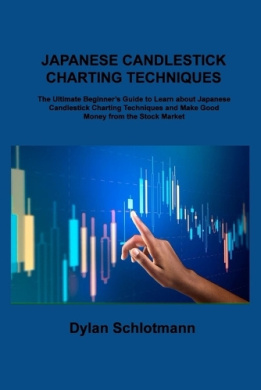 JAPANESE CANDLESTICK
CHARTING TECHNIQUES
The Ultimate Beginner's Guide to Learn about Japanese
Candlestick Charting Techniques and Make Good
Money from the Stock Market
Dylan Schlotmann